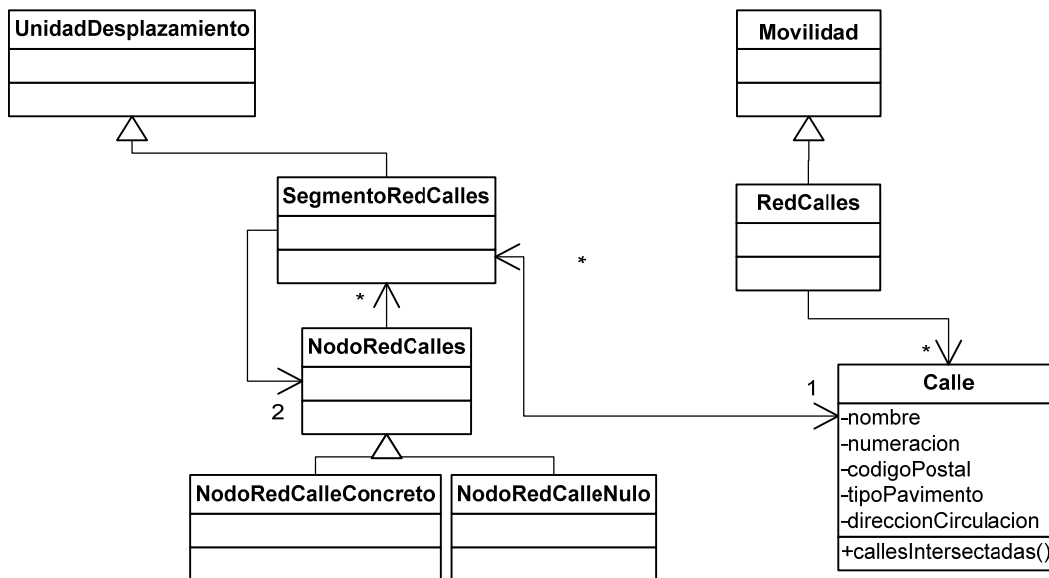 UnidadDesplazamiento
Movilidad
SegmentoRedCalles
RedCalles
*
*
NodoRedCalles
*
2
1
Calle
-nombre
-numeracion
-codigoPostal
-tipoPavimento
-direccionCirculacion
+callesIntersectadas()
NodoRedCalleConcreto
NodoRedCalleNulo